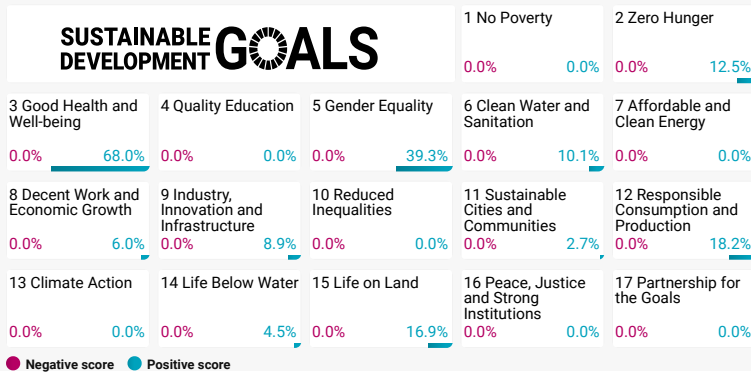 SUSTAINABLE
DEVELOPMENT
GOALS
1 No Poverty
0.0% 0.0%
2 Zero Hunger
0.0% 12.5%
3 Good Health and
Well-being
0.0% 68.0%
4 Quality Education
0.0% 0.0%
5 Gender Equality
0.0% 39.3%
6 Clean Water and
Sanitation
0.0% 10.1%
7 Affordable and
Clean Energy
0.0% 0.0%
8 Decent Work and
Economic Growth
0.0% 6.0%
9 Industry,
Innovation and
Infrastructure
0.0% 8.9%
10 Reduced
Inequalities
0.0% 0.0%
11 Sustainable
Cities and
Communities
0.0% 2.7%
12 Responsible
Consumption and
Production
0.0% 18.2%
13 Climate Action
0.0% 0.0%
14 Life Below Water
0.0% 4.5%
15 Life on Land
0.0% 16.9%
16 Peace, Justice
and Strong
Institutions
0.0% 0.0%
17 Partnership for
the Goals
0.0% 0.0%
Negative score Positive score